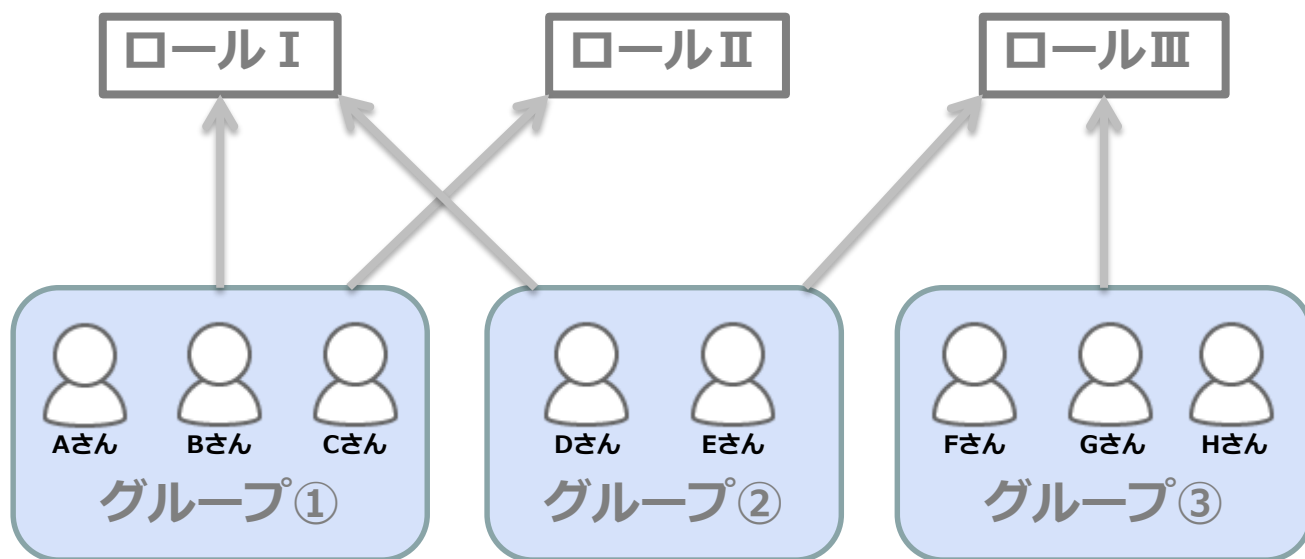 ロールⅠ
ロールⅡ
ロールⅢ
Aさん
Bさん
Cさん
Dさん
Eさん
Fさん
Gさん
Hさん
グループ①
グループ②
グループ③